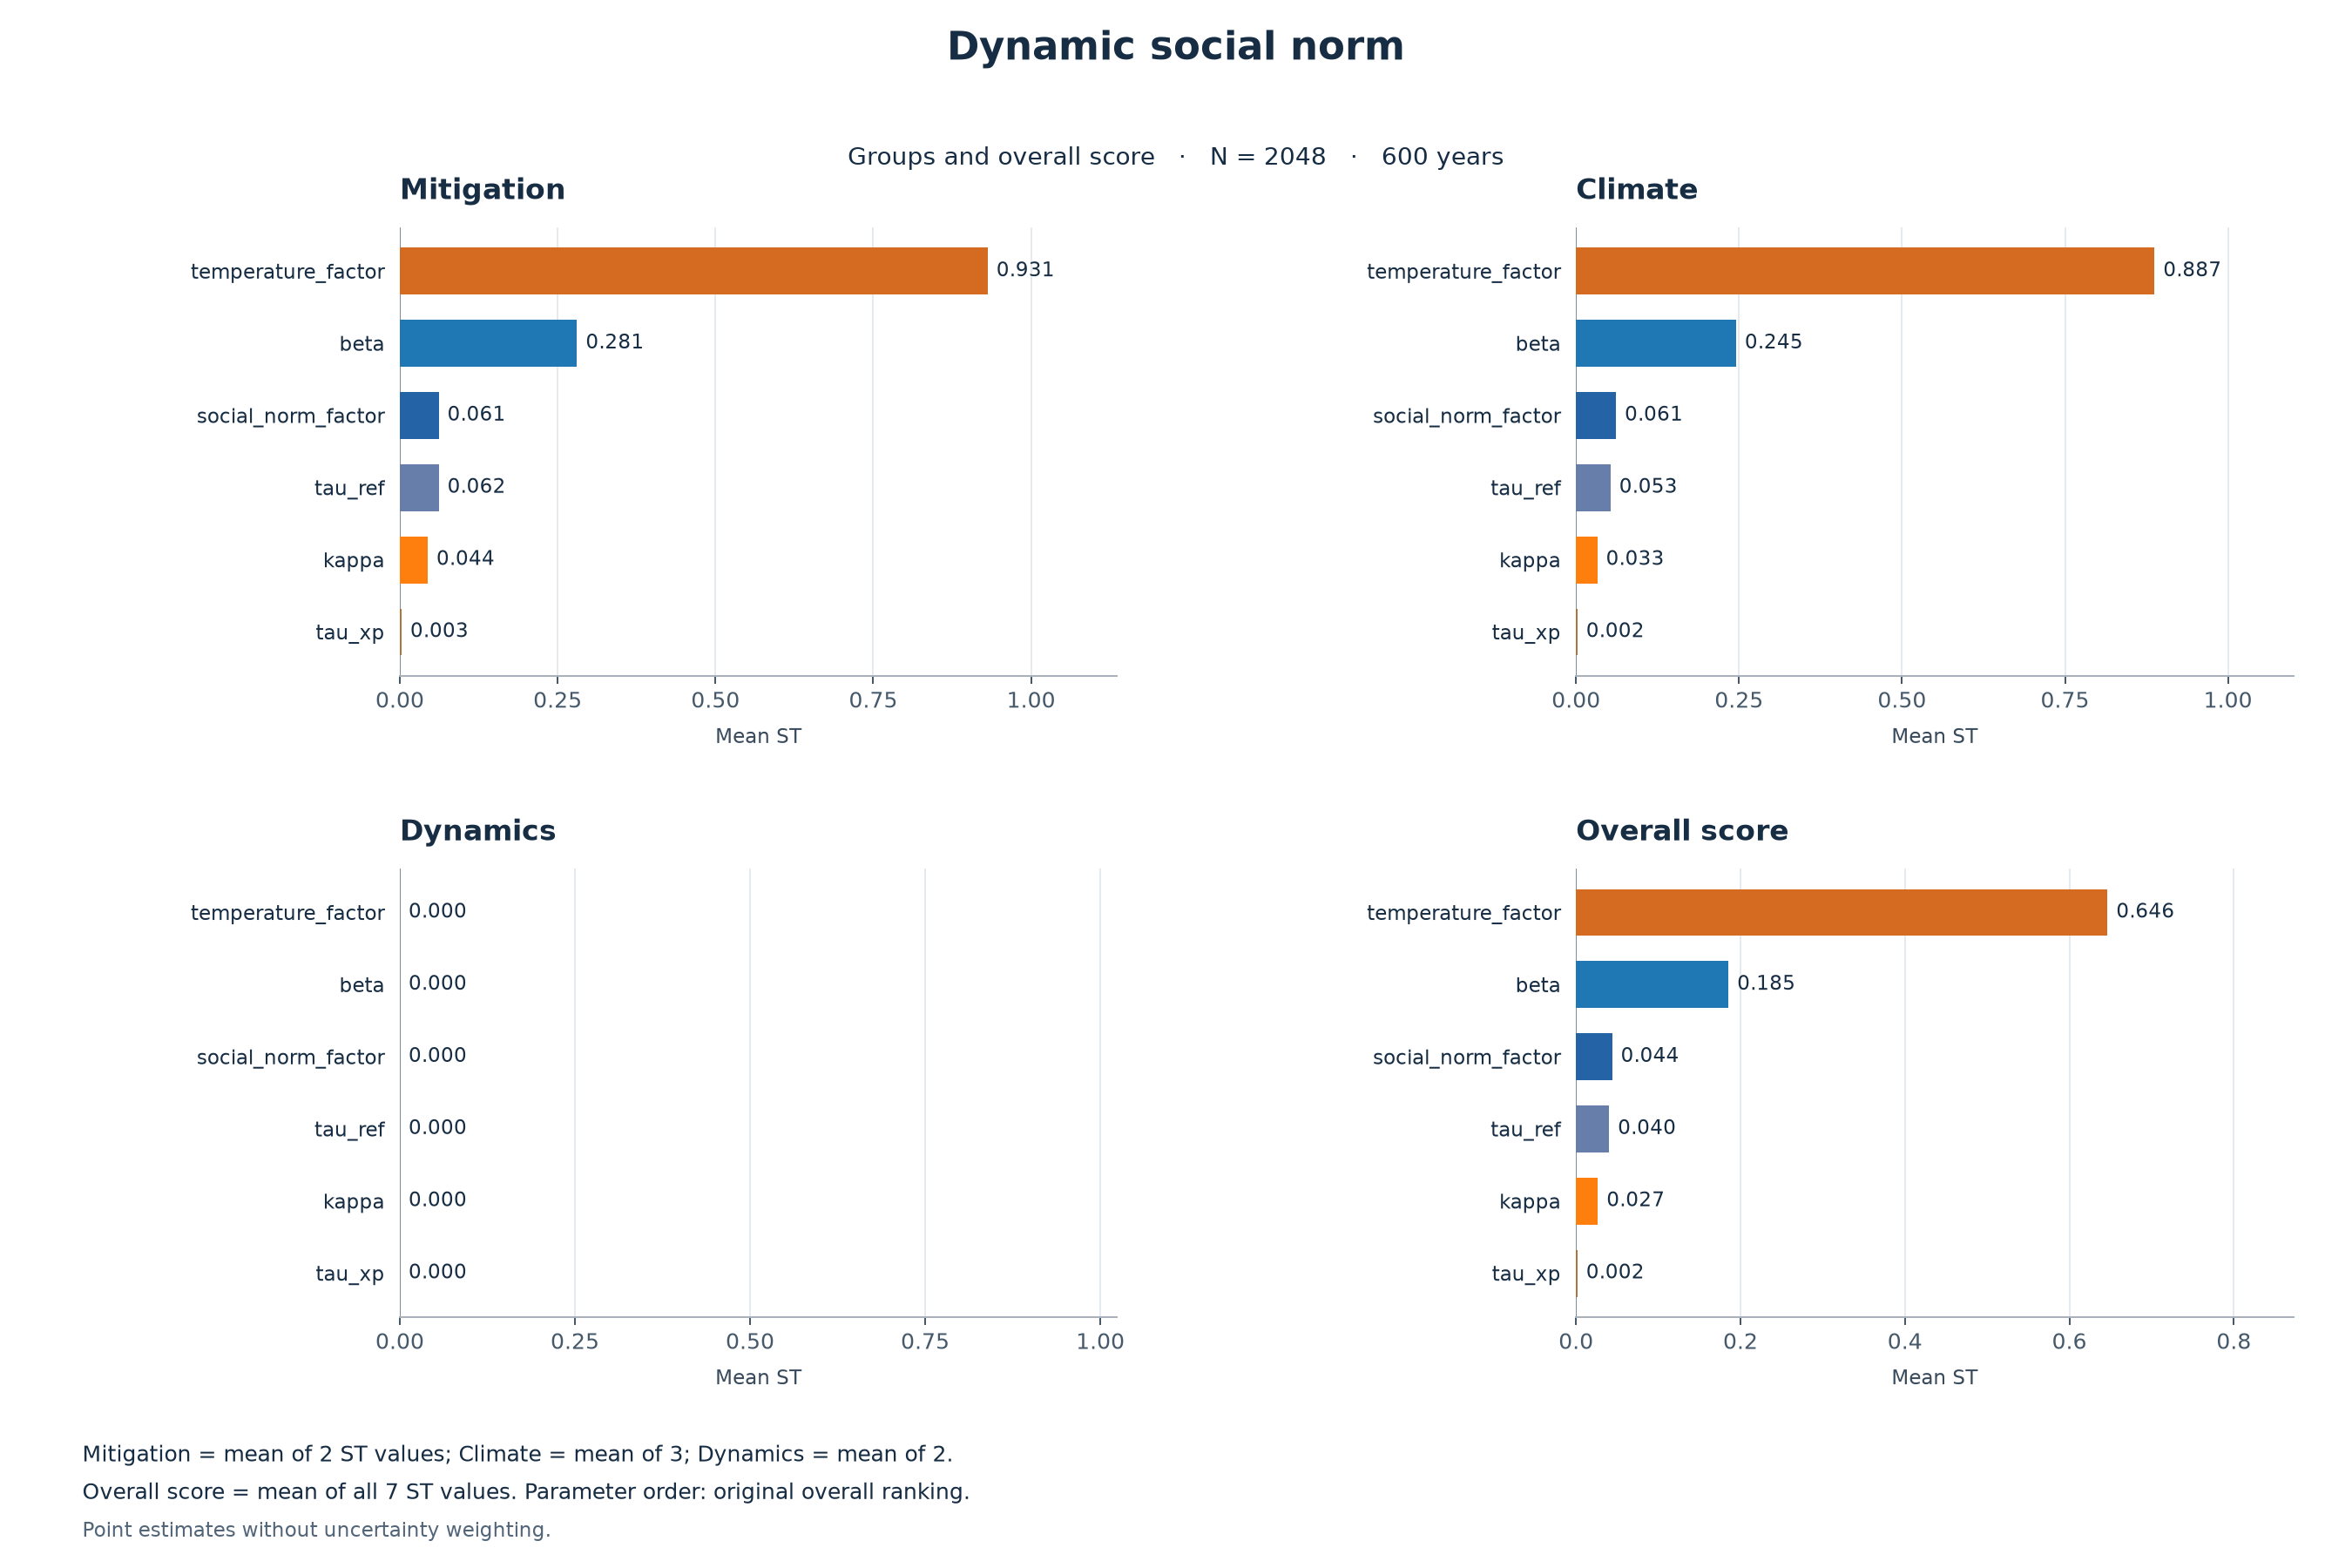 Dynamic social norm
Groups and overall score · N = 2048 · 600 years
Mitigation
temperature_factor 0.931
beta 0.281
social_norm_factor 0.061
tau_ref 0.062
kappa 0.044
tau_xp 0.003
0.00 0.25 0.50 0.75 1.00
Mean ST
Climate
temperature_factor 0.887
beta 0.245
social_norm_factor 0.061
tau_ref 0.053
kappa 0.033
tau_xp 0.002
0.00 0.25 0.50 0.75 1.00
Mean ST
Dynamics
temperature_factor 0.000
beta 0.000
social_norm_factor 0.000
tau_ref 0.000
kappa 0.000
tau_xp 0.000
0.00 0.25 0.50 0.75 1.00
Mean ST
Overall score
temperature_factor 0.646
beta 0.185
social_norm_factor 0.044
tau_ref 0.040
kappa 0.027
tau_xp 0.002
0.0 0.2 0.4 0.6 0.8
Mean ST
Mitigation = mean of 2 ST values; Climate = mean of 3; Dynamics = mean of 2.
Overall score = mean of all 7 ST values. Parameter order: original overall ranking.
Point estimates without uncertainty weighting.